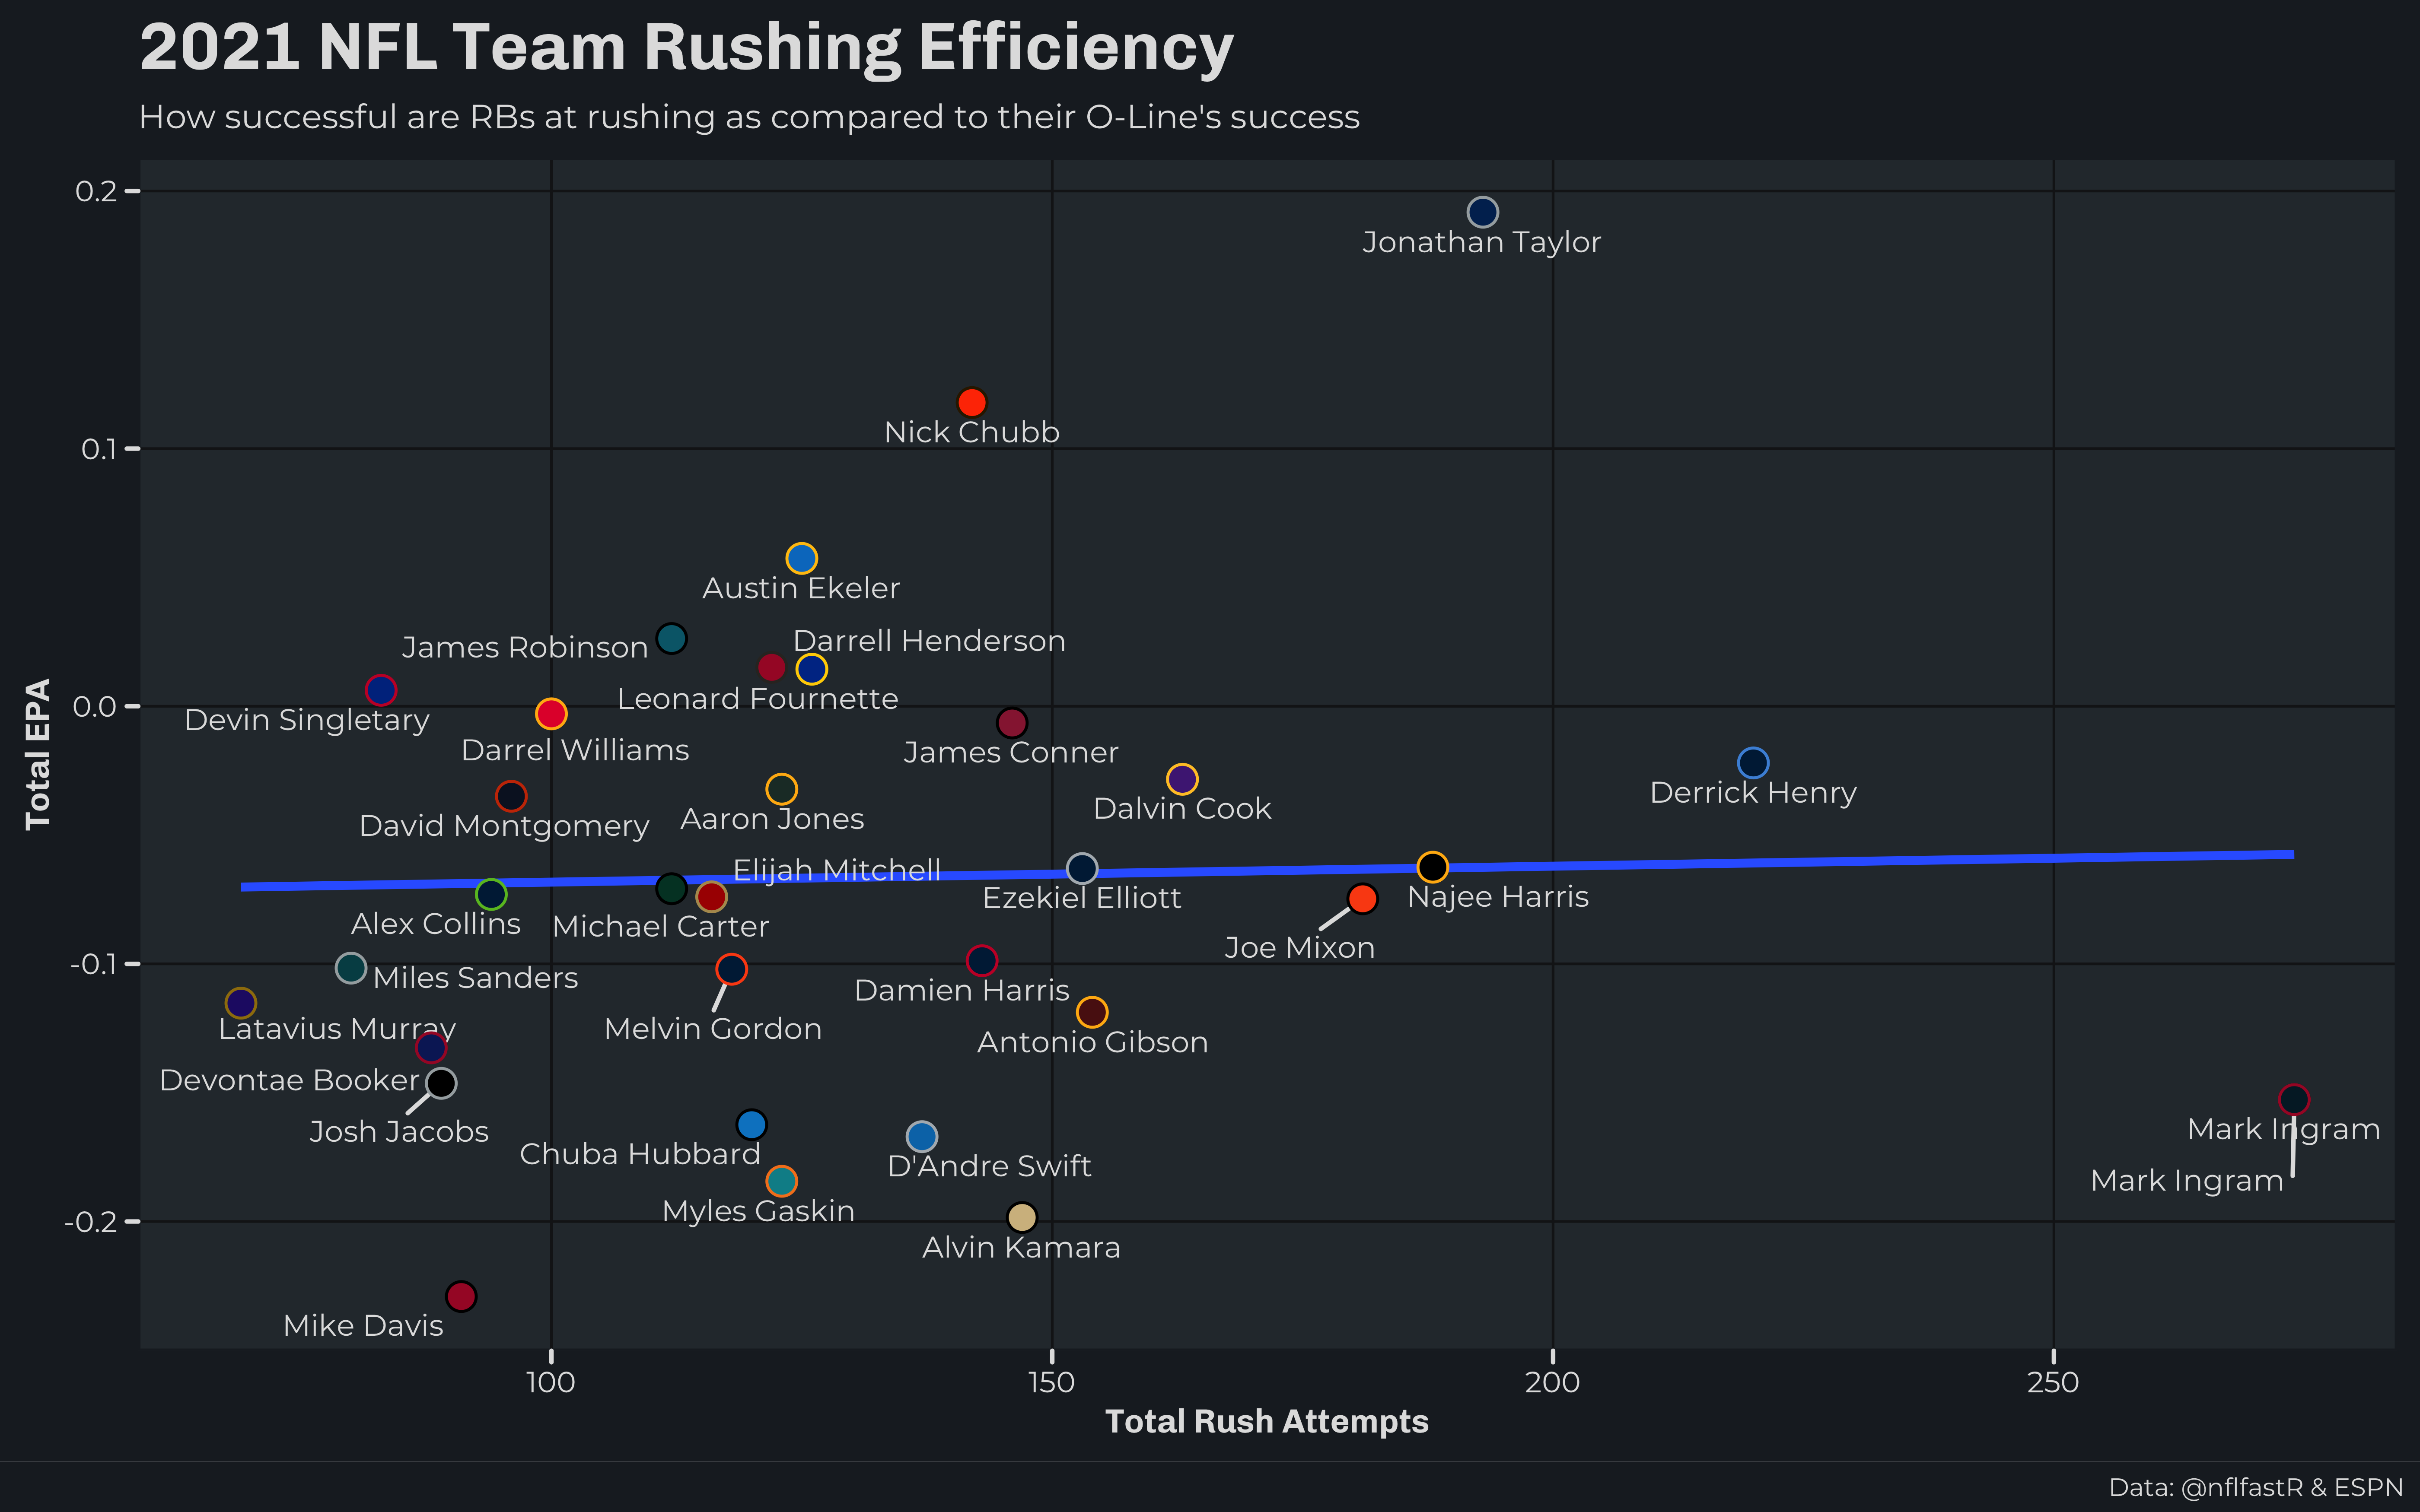 2021 NFL Team Rushing Efficiency
How successful are RBs at rushing as compared to their O-Line's success
Total EPA
0.2
0.1
0.0
-0.1
-0.2
Jonathan Taylor
Nick Chubb
Austin Ekeler
Darrell Henderson
James Robinson
Leonard Fournette
Devin Singletary
Darrel Williams
James Conner
Derrick Henry
Dalvin Cook
Aaron Jones
David Montgomery
Elijah Mitchell
Ezekiel Elliott
Najee Harris
Alex Collins
Michael Carter
Joe Mixon
Miles Sanders
Damien Harris
Latavius Murray
Melvin Gordon
Antonio Gibson
Devontae Booker
Josh Jacobs
Mark Ingram
Chuba Hubbard
D'Andre Swift
Mark Ingram
Myles Gaskin
Alvin Kamara
Mike Davis
100
150
200
250
Total Rush Attempts
Data: @nflfastR & ESPN